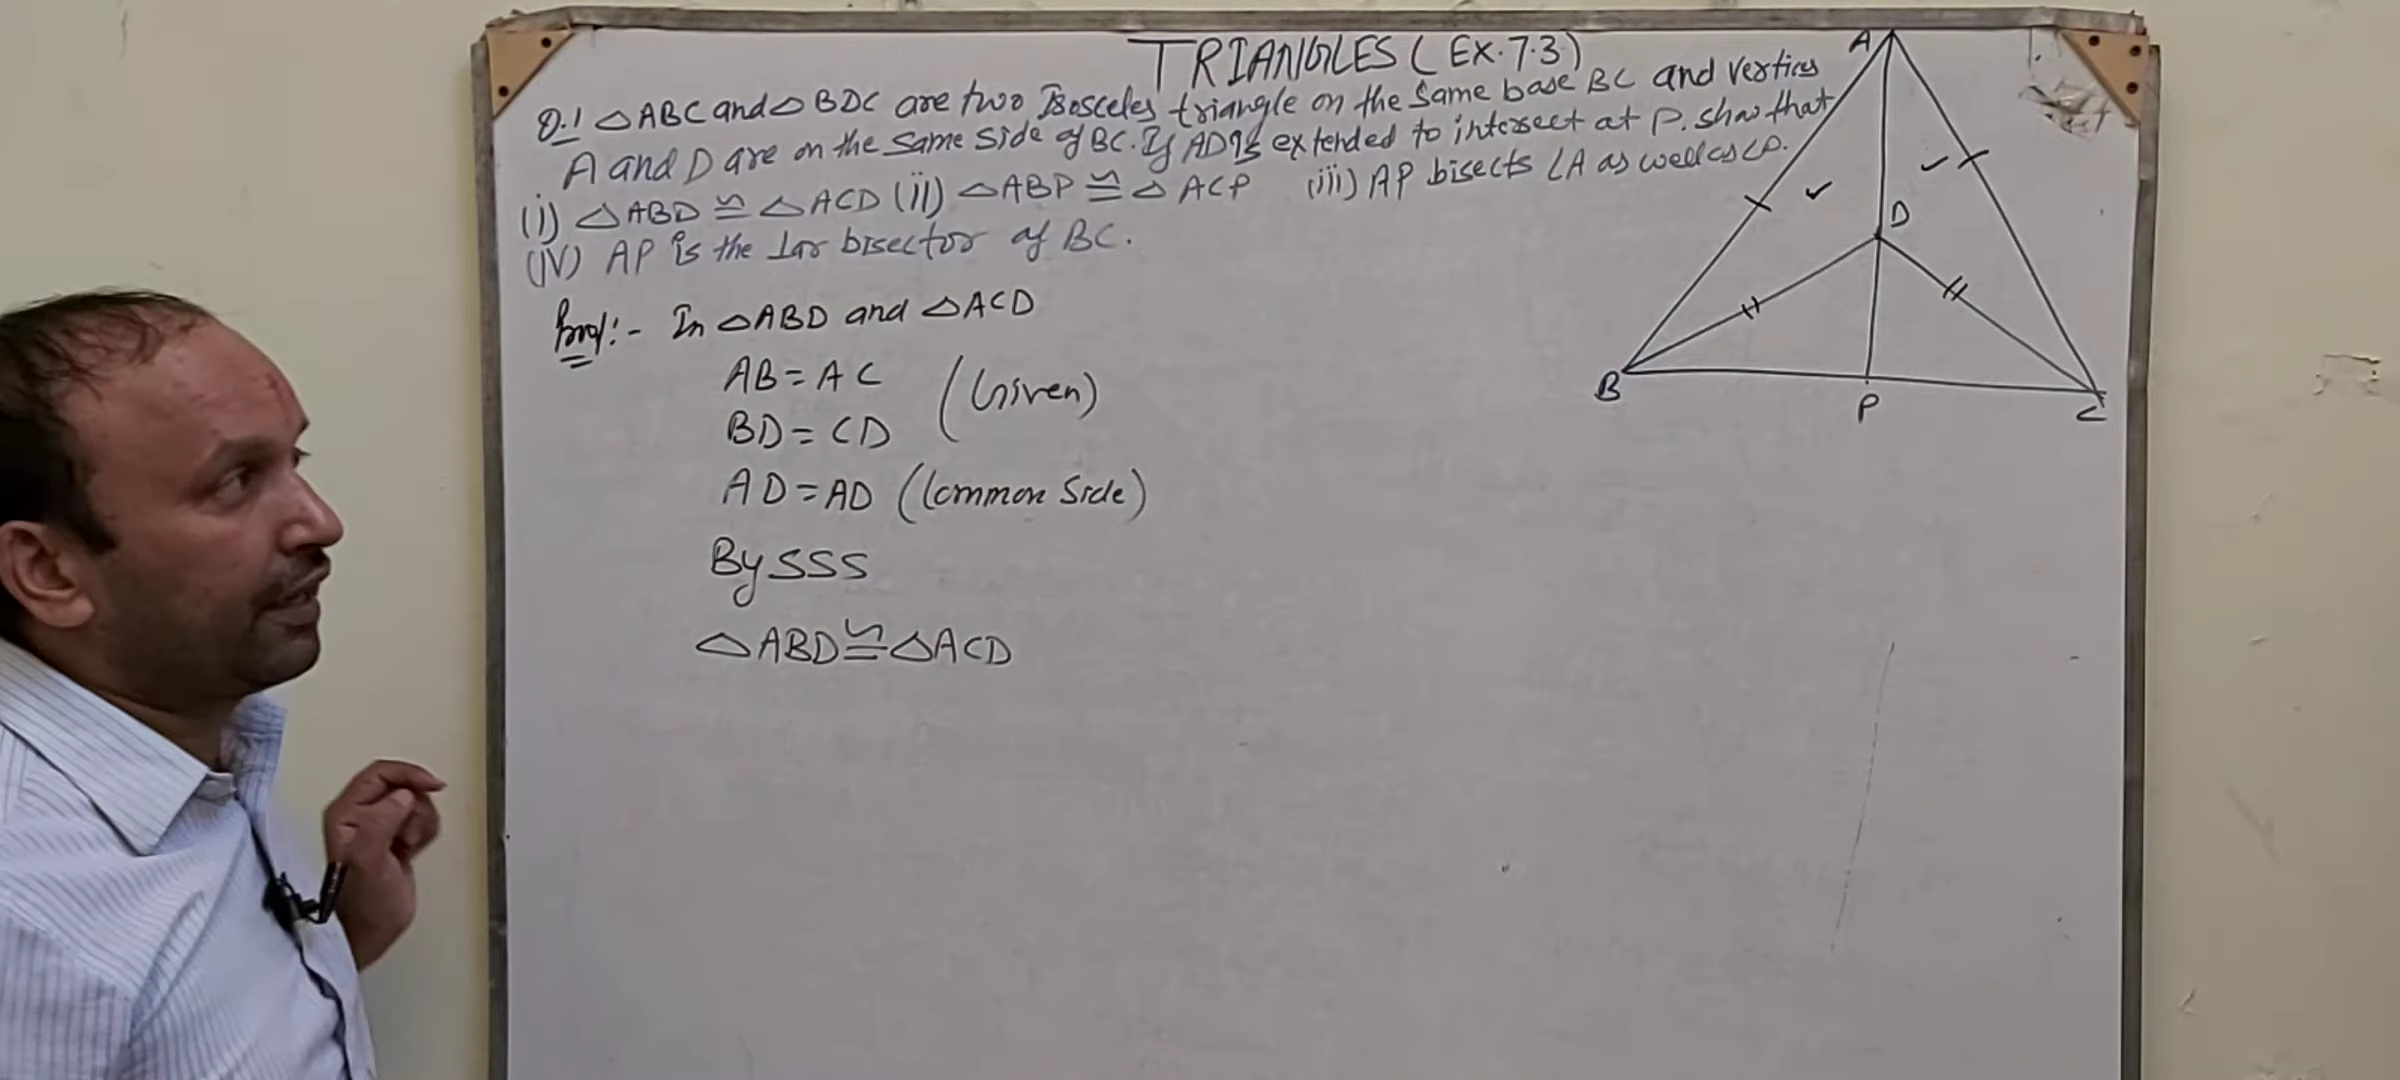 TRIANGLES (EX.7.3)
Q.1 △ABC and △BDC are two Isosceles triangle on the same base BC and vertices
A and D are on the same side of BC. If AD is extended to intersect at P. show that
(i) △ABD ≅ △ACD (ii) △ABP ≅ △ACP (iii) AP bisects ∠A as well as ∠D.
(iv) AP is the ⊥ar bisector of BC.
Proof:- In △ABD and △ACD
AB = AC
BD = CD (Given)
AD = AD (Common Side)
By SSS
△ABD ≅ △ACD
A
D
B
P
C